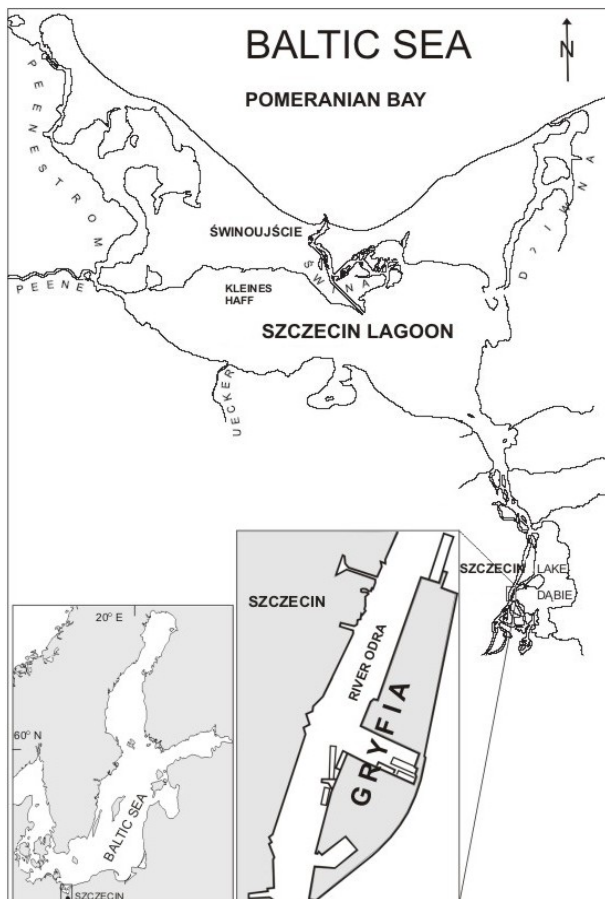 BALTIC SEA
N
POMERANIAN BAY
PEENESTROM
D?IWNA
ŚWINOUJŚCIE
ŚWINA
PEENE
KLEINES
HAFF
SZCZECIN LAGOON
UECKER
SZCZECIN
LAKE
DĄBIE
SZCZECIN
RIVER ODRA
GRYFIA
20° E
60° N
BALTIC SEA
SZCZECIN